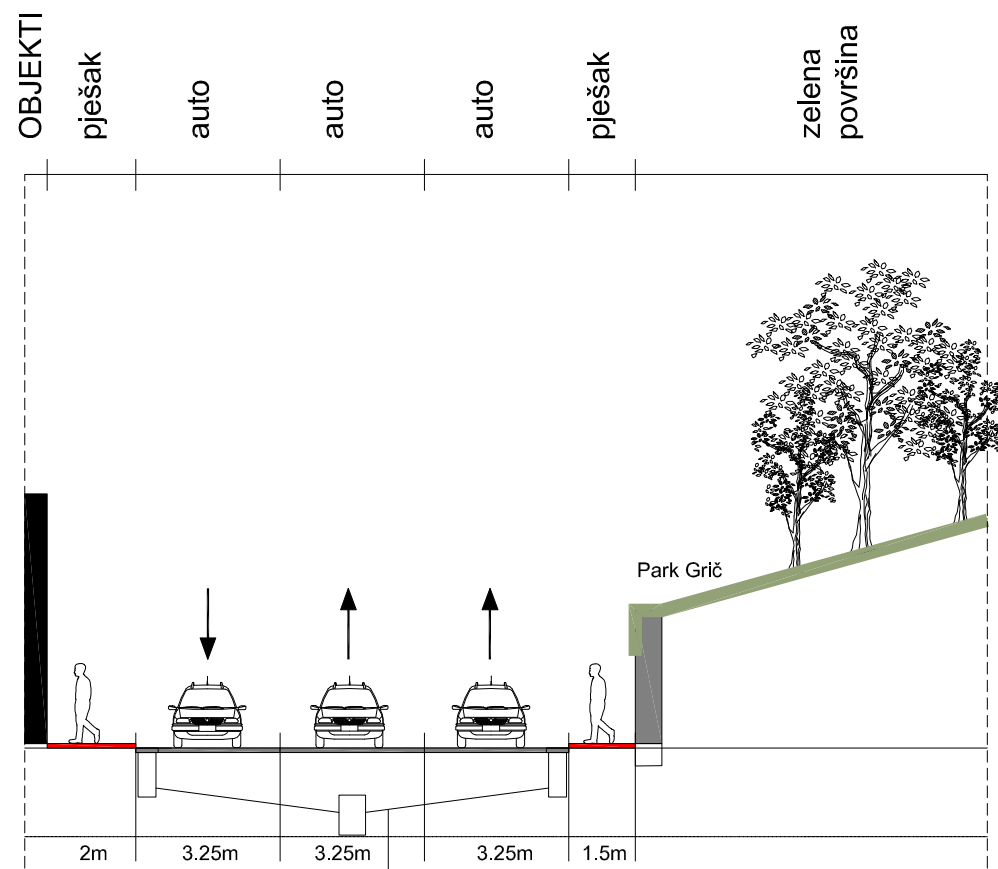 OBJEKTI
pješak
auto
auto
auto
pješak
zelena
površina
Park Grič
2m
3.25m
3.25m
3.25m
1.5m